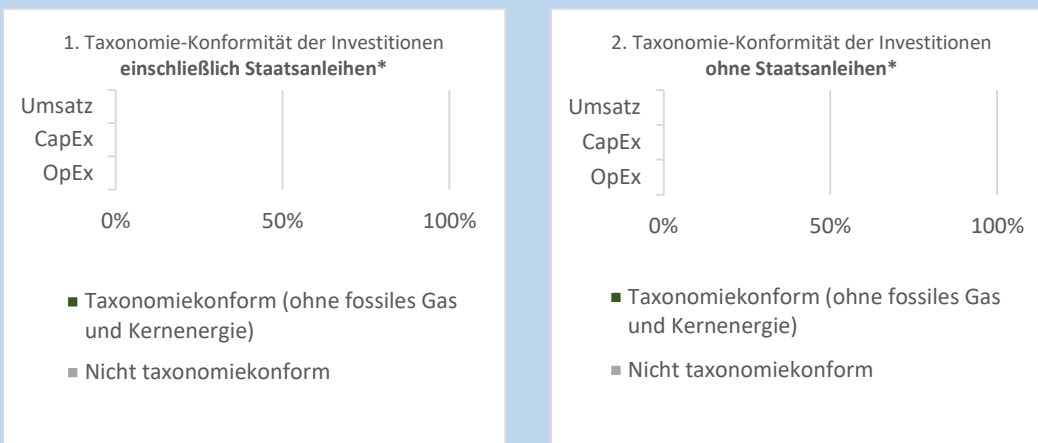 1. Taxonomie-Konformität der Investitionen
einschließlich Staatsanleihen*
Umsatz
CapEx
OpEx
0% 50% 100%
Taxonomiekonform (ohne fossiles Gas
und Kernenergie)
Nicht taxonomiekonform
2. Taxonomie-Konformität der Investitionen
ohne Staatsanleihen*
Umsatz
CapEx
OpEx
0% 50% 100%
Taxonomiekonform (ohne fossiles Gas
und Kernenergie)
Nicht taxonomiekonform